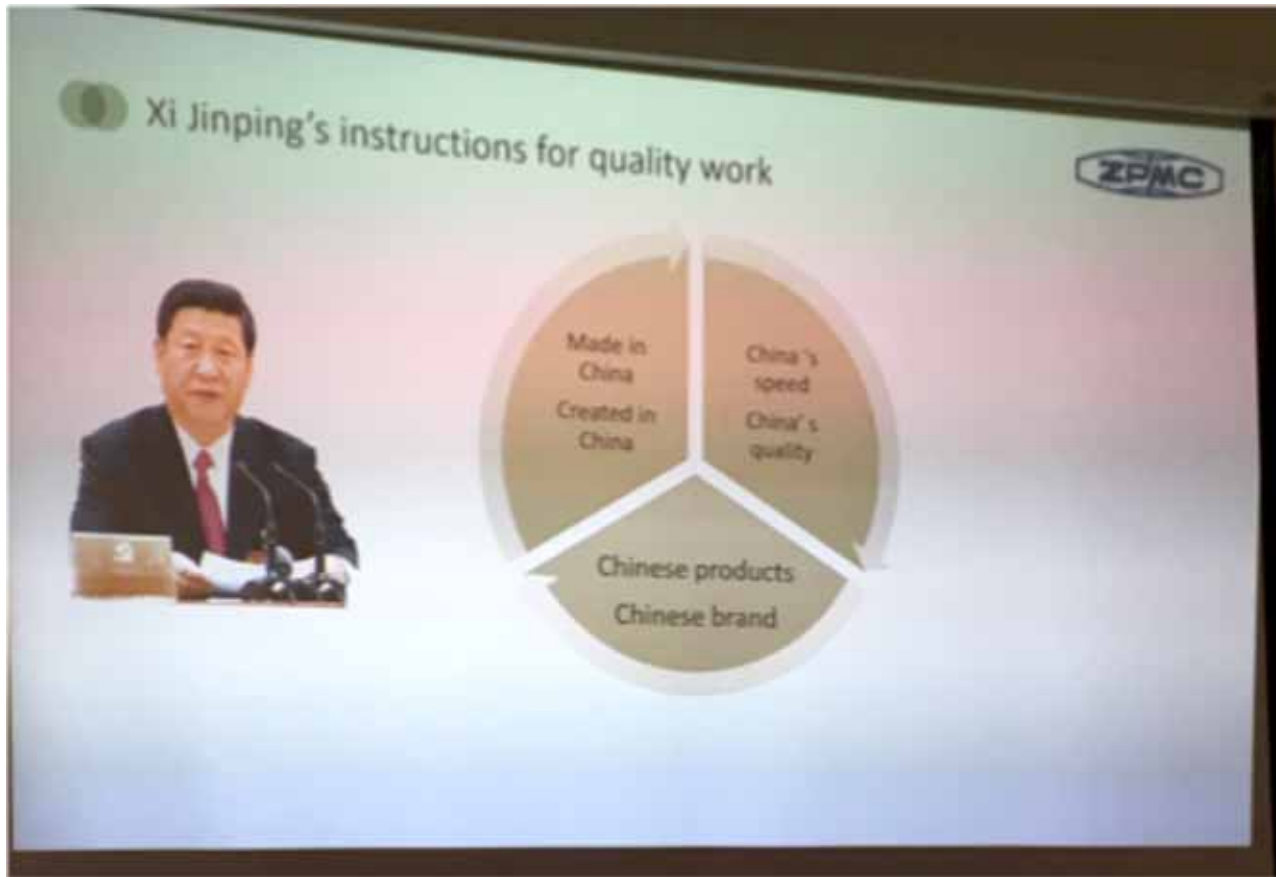 Xi Jinping's instructions for quality work
ZPMC
Made in
China
Created in
China
China 's
speed
China' s
quality
Chinese products
Chinese brand